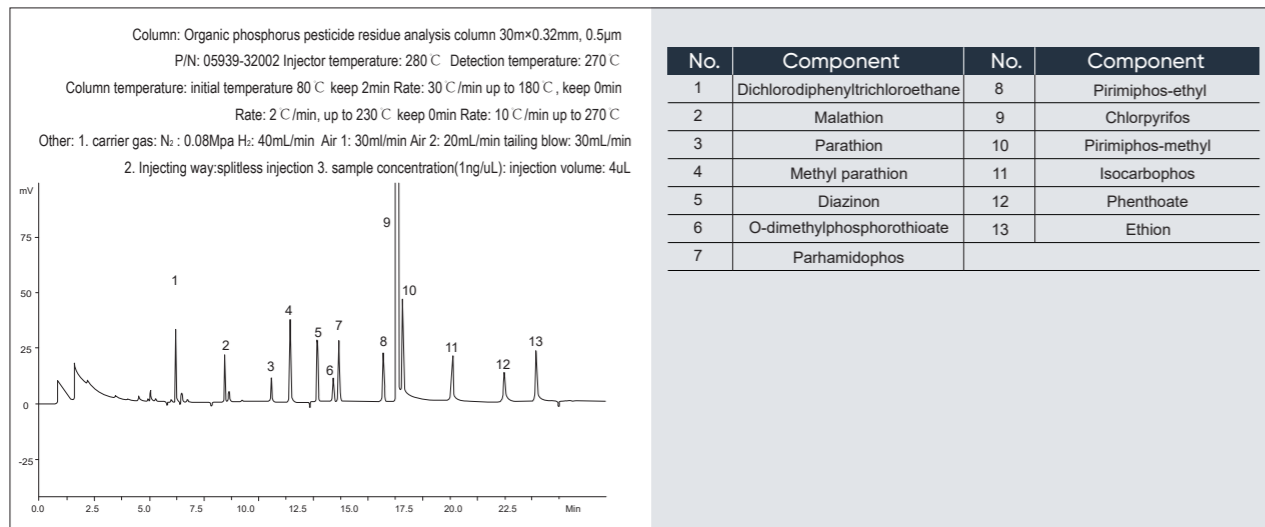 Column: Organic phosphorus pesticide residue analysis column 30m×0.32mm, 0.5μm
P/N: 05939-32002 Injector temperature: 280℃ Detection temperature: 270℃
Column temperature: initial temperature 80℃ keep 2min Rate: 30℃/min up to 180℃, keep 0min
Rate: 2℃/min, up to 230℃ keep 0min Rate: 10℃/min up to 270℃
Other: 1. carrier gas: N₂ : 0.08Mpa H₂: 40mL/min Air 1: 30ml/min Air 2: 20mL/min tailing blow: 30mL/min
2. Injecting way:splitless injection 3. sample concentration(1ng/uL): injection volume: 4uL
mV
75
50
25
0
-25
1
2
3
4
5
6
7
8
9
10
11
12
13
0.0 2.5 5.0 7.5 10.0 12.5 15.0 17.5 20.0 22.5 Min
No. Component No. Component
1 Dichlorodiphenyltrichloroethane 8 Pirimiphos-ethyl
2 Malathion 9 Chlorpyrifos
3 Parathion 10 Pirimiphos-methyl
4 Methyl parathion 11 Isocarbophos
5 Diazinon 12 Phenthoate
6 O-dimethylphosphorothioate 13 Ethion
7 Parhamidophos